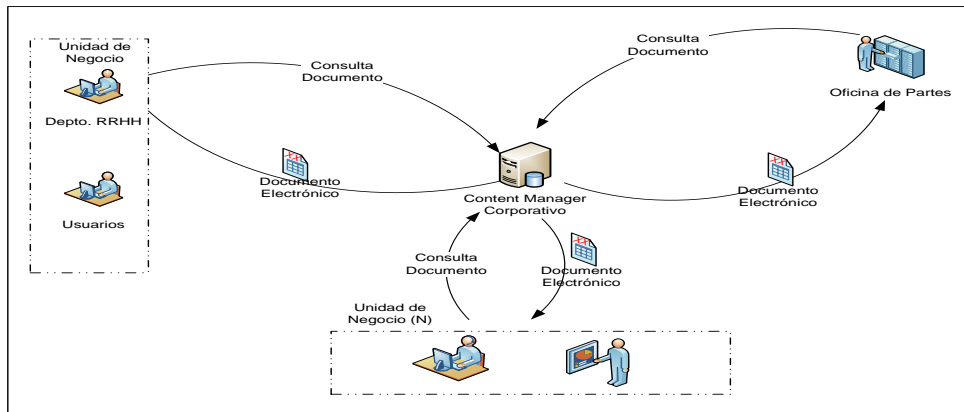 Unidad de
Negocio
Depto. RRHH
Usuarios
Consulta
Documento
Documento
Electrónico
Content Manager
Corporativo
Consulta
Documento
Oficina de Partes
Documento
Electrónico
Consulta
Documento
Documento
Electrónico
Unidad de
Negocio (N)